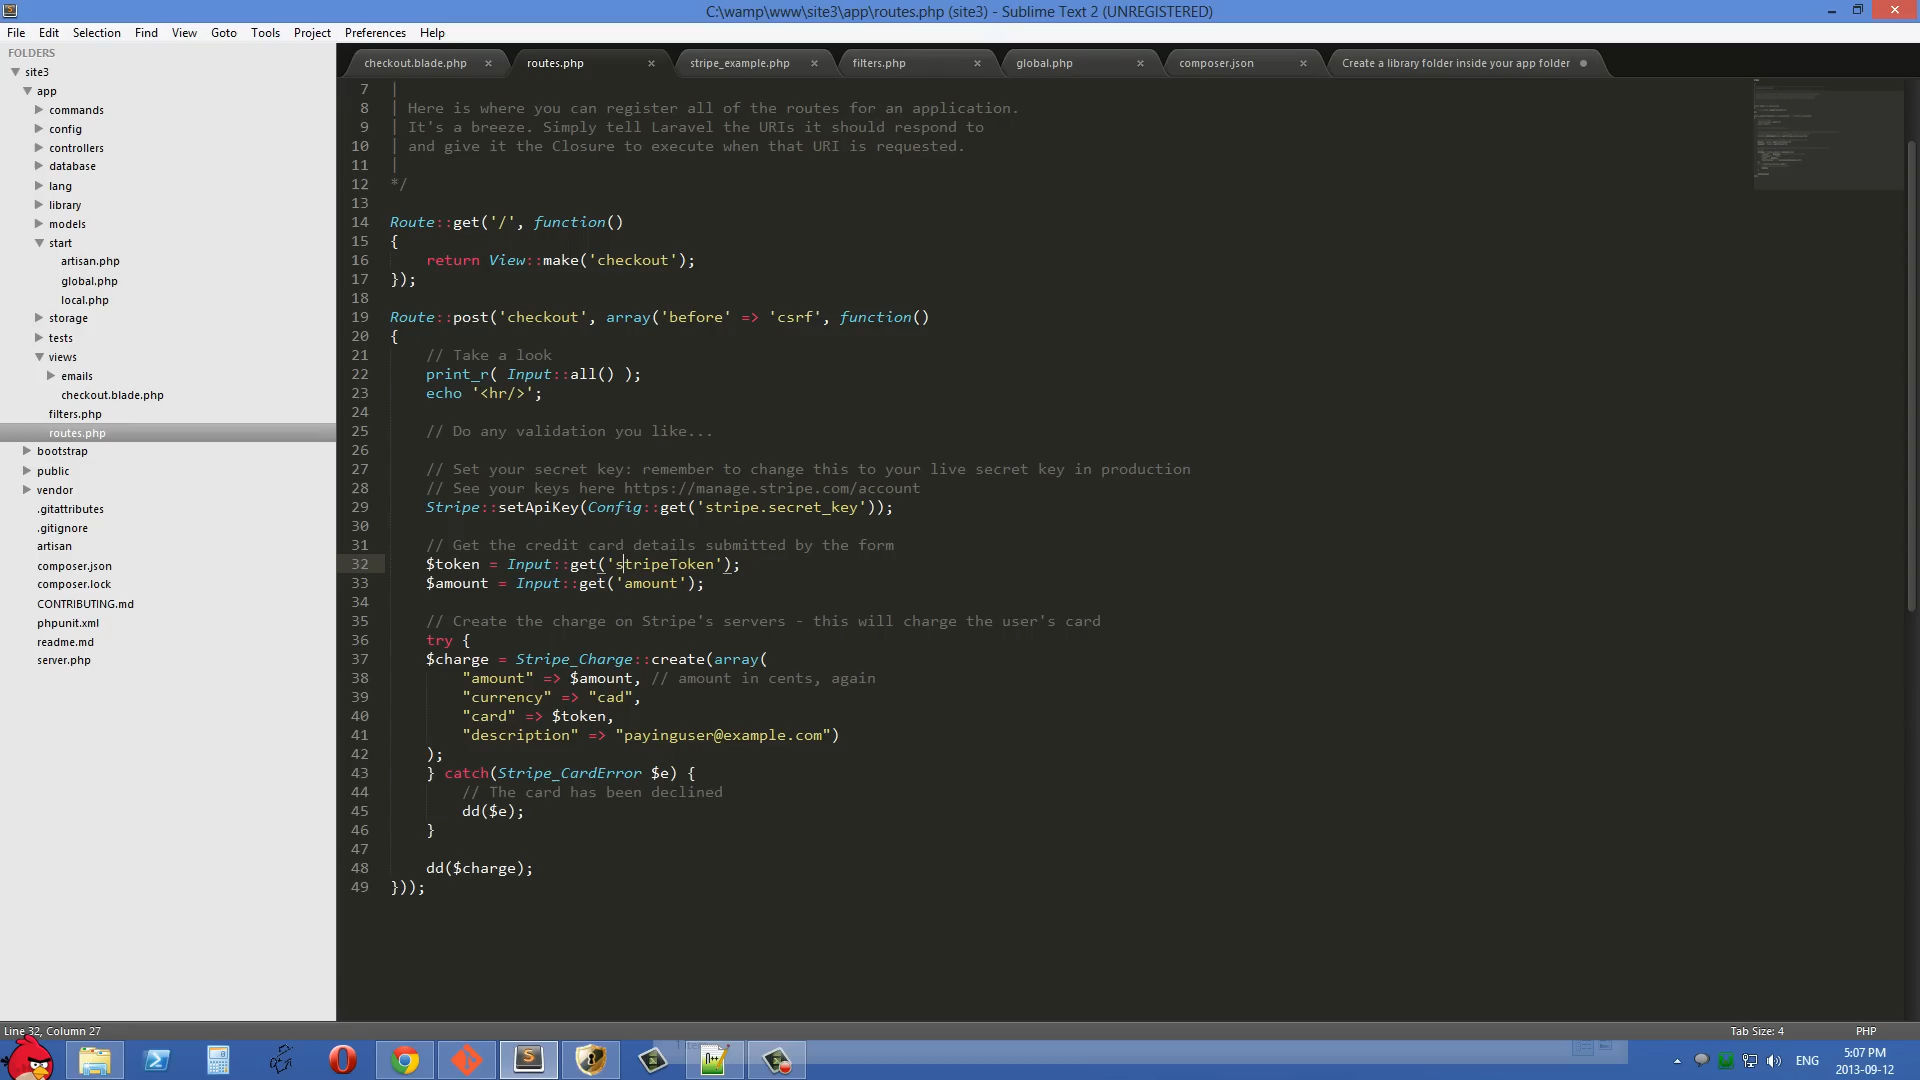 C:\wamp\www\site3\app\routes.php (site3) - Sublime Text 2 (UNREGISTERED)
File Edit Selection Find View Goto Tools Project Preferences Help
FOLDERS
site3
app
commands
config
controllers
database
lang
library
models
start
artisan.php
global.php
local.php
storage
tests
views
emails
checkout.blade.php
filters.php
routes.php
bootstrap
public
vendor
.gitattributes
.gitignore
artisan
composer.json
composer.lock
CONTRIBUTING.md
phpunit.xml
readme.md
server.php
checkout.blade.php routes.php stripe_example.php filters.php global.php composer.json Create a library folder inside your app folder
7 |
8 | Here is where you can register all of the routes for an application.
9 | It's a breeze. Simply tell Laravel the URIs it should respond to
10 | and give it the Closure to execute when that URI is requested.
11 |
12 */
13
14 Route::get('/', function()
15 {
16 return View::make('checkout');
17 });
18
19 Route::post('checkout', array('before' => 'csrf', function()
20 {
21 // Take a look
22 print_r( Input::all() );
23 echo '<hr/>';
24
25 // Do any validation you like...
26
27 // Set your secret key: remember to change this to your live secret key in production
28 // See your keys here https://manage.stripe.com/account
29 Stripe::setApiKey(Config::get('stripe.secret_key'));
30
31 // Get the credit card details submitted by the form
32 $token = Input::get('stripeToken');
33 $amount = Input::get('amount');
34
35 // Create the charge on Stripe's servers - this will charge the user's card
36 try {
37 $charge = Stripe_Charge::create(array(
38 "amount" => $amount, // amount in cents, again
39 "currency" => "cad",
40 "card" => $token,
41 "description" => "payinguser@example.com")
42 );
43 } catch(Stripe_CardError $e) {
44 // The card has been declined
45 dd($e);
46 }
47
48 dd($charge);
49 }));
Line 32, Column 27 Tab Size: 4 PHP
ENG
5:07 PM
2013-09-12